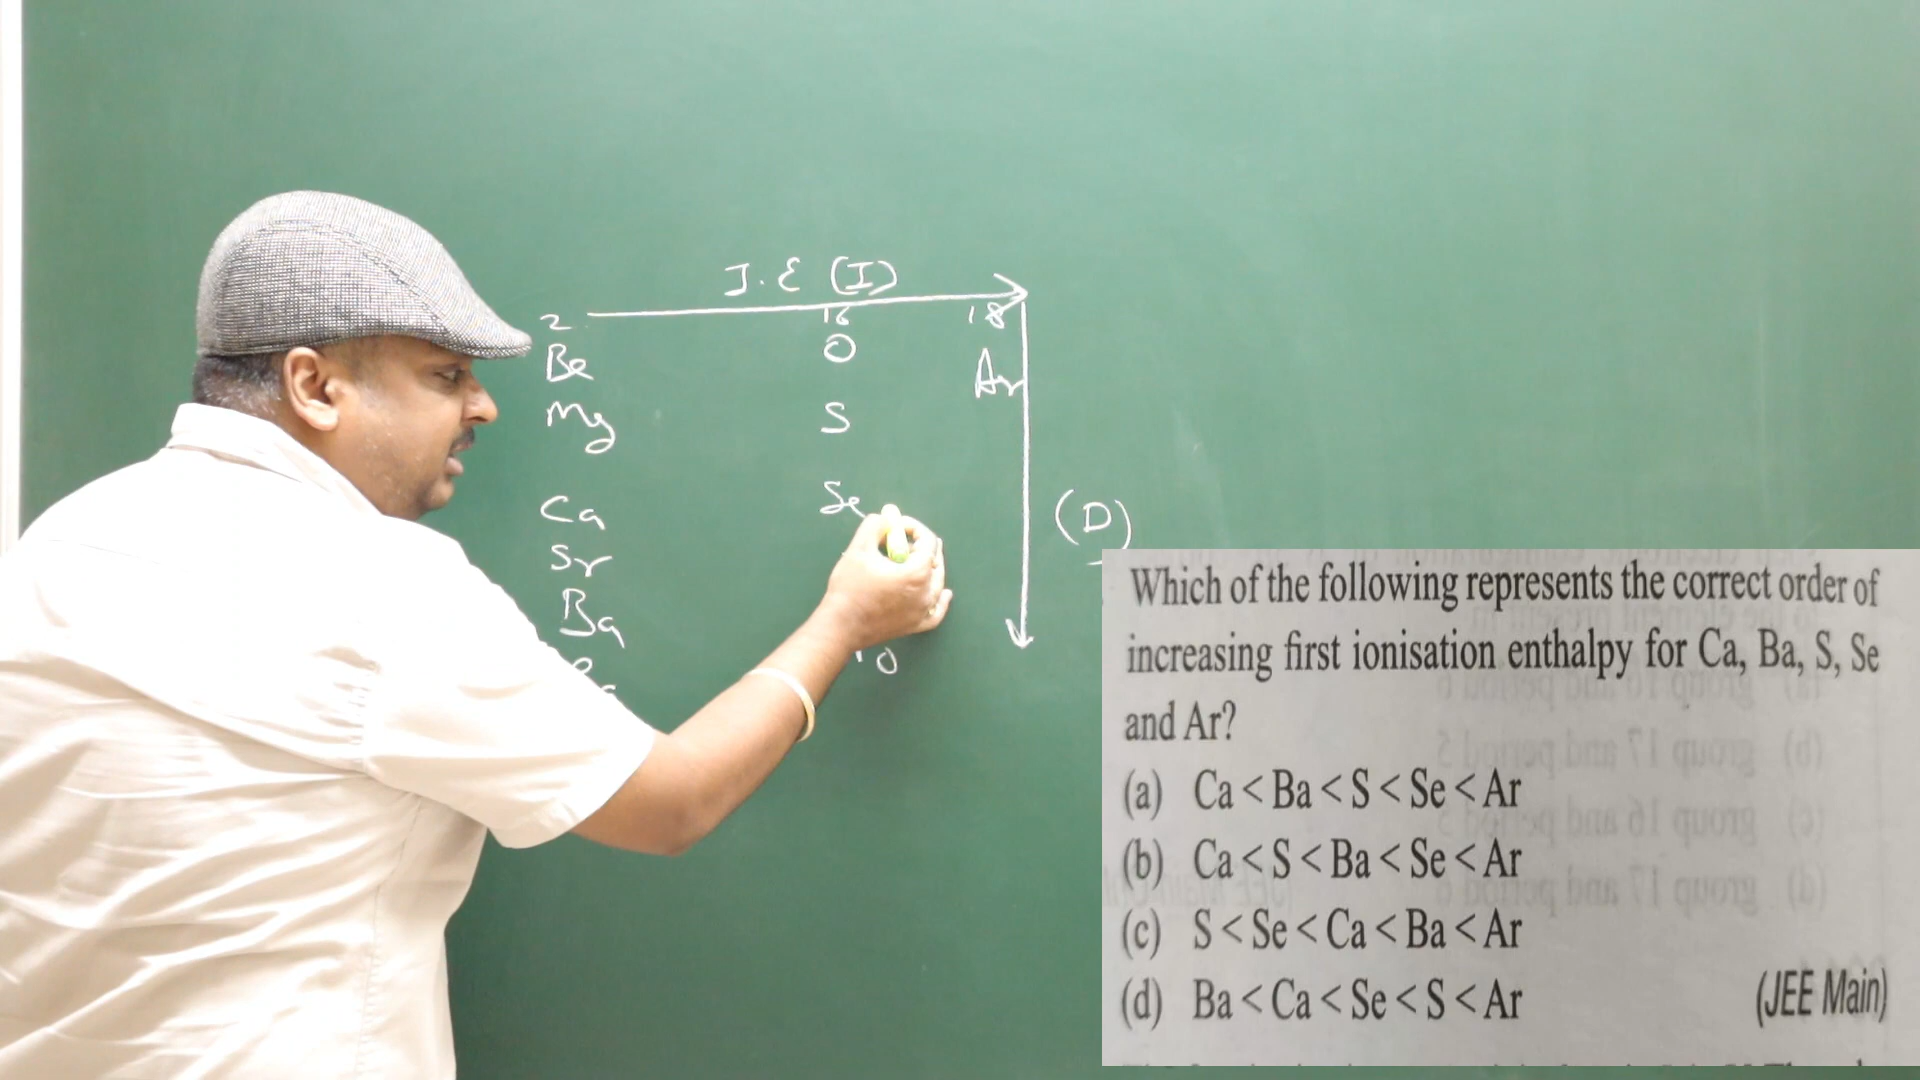 I.E (I)
2 16 18
Be O Ar
Mg S
Ca Se
Sr (D)
Ba
Which of the following represents the correct order of
increasing first ionisation enthalpy for Ca, Ba, S, Se
and Ar?
(a) Ca < Ba < S < Se < Ar
(b) Ca < S < Ba < Se < Ar
(c) S < Se < Ca < Ba < Ar
(d) Ba < Ca < Se < S < Ar (JEE Main)